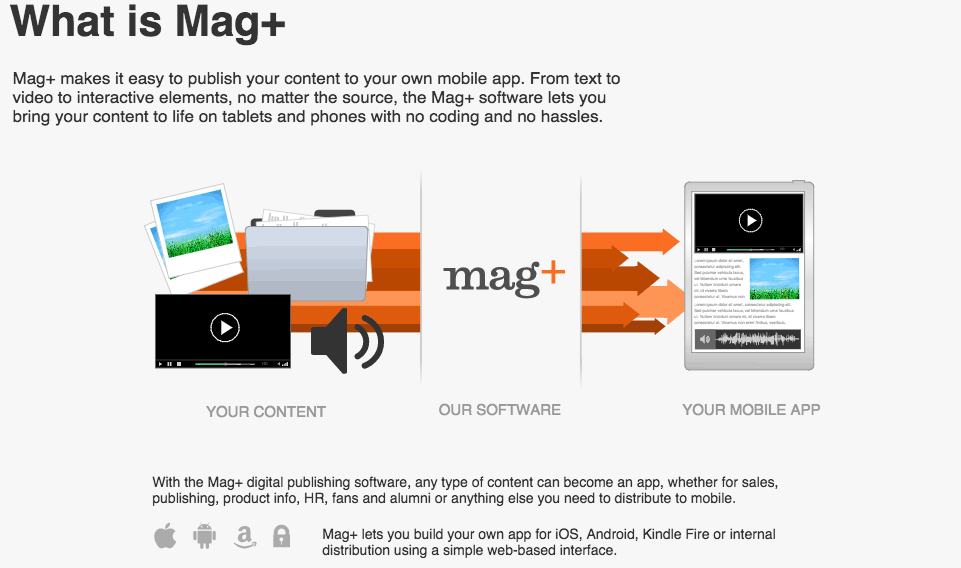 What is Mag+
Mag+ makes it easy to publish your content to your own mobile app. From text to
video to interactive elements, no matter the source, the Mag+ software lets you
bring your content to life on tablets and phones with no coding and no hassles.
mag+
YOUR CONTENT
OUR SOFTWARE
YOUR MOBILE APP
With the Mag+ digital publishing software, any type of content can become an app, whether for sales,
publishing, product info, HR, fans and alumni or anything else you need to distribute to mobile.
Mag+ lets you build your own app for iOS, Android, Kindle Fire or internal
distribution using a simple web-based interface.